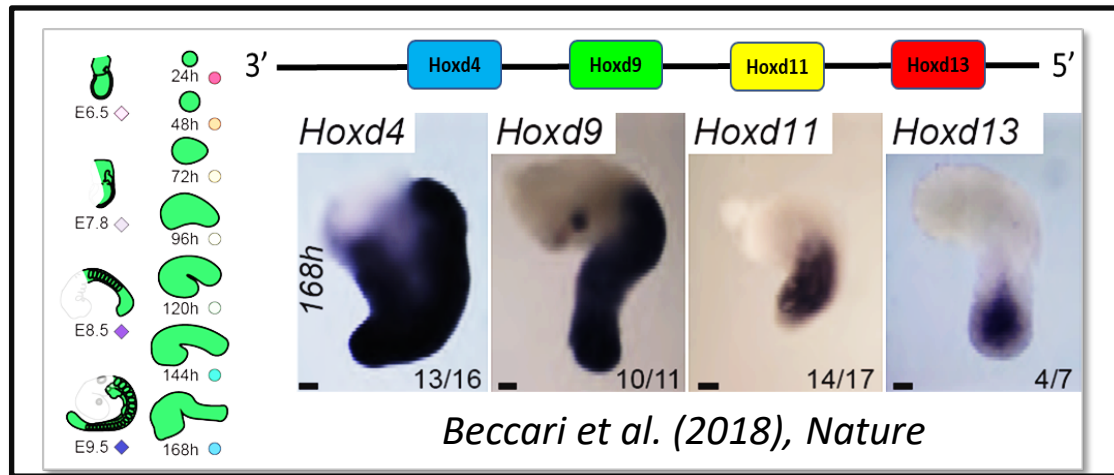 3’ Hoxd4 Hoxd9 Hoxd11 Hoxd13 5’
24h
E6.5
48h
72h
E7.8
96h
120h
E8.5
144h
E9.5
168h
Hoxd4 Hoxd9 Hoxd11 Hoxd13
168h
13/16 10/11 14/17 4/7
Beccari et al. (2018), Nature